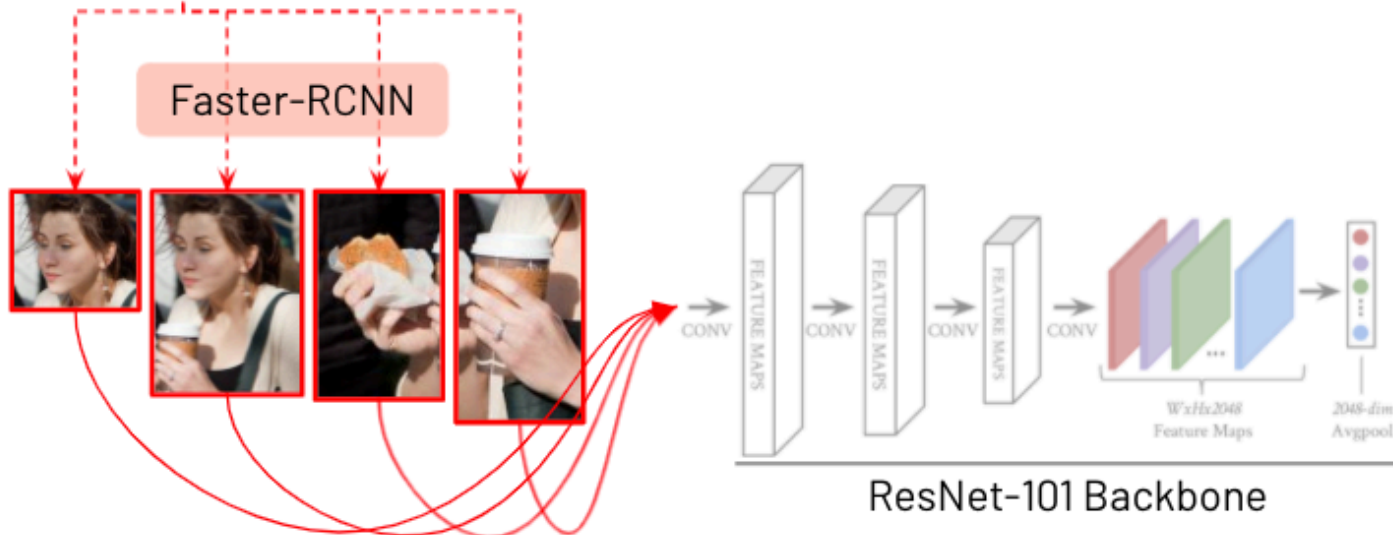 Faster-RCNN
FEATURE MAPS
FEATURE MAPS
FEATURE MAPS
CONV
CONV
CONV
CONV
...
...
WxHx2048
Feature Maps
2048-dim
Avgpool
ResNet-101 Backbone